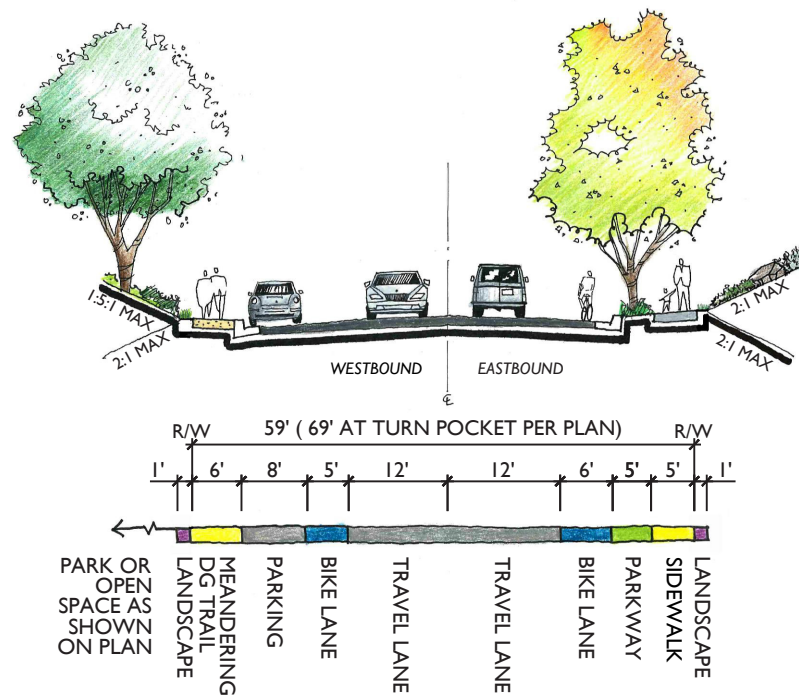 1:5:1 MAX
2:1 MAX
2:1 MAX
2:1 MAX
WESTBOUND
EASTBOUND
℄
59' ( 69' AT TURN POCKET PER PLAN)
R/W
R/W
1'
6'
8'
5'
12'
12'
6'
5'
5'
1'
PARK OR
OPEN
SPACE AS
SHOWN
ON PLAN
LANDSCAPE
MEANDERING
DG TRAIL
PARKING
BIKE LANE
TRAVEL LANE
TRAVEL LANE
BIKE LANE
PARKWAY
SIDEWALK
LANDSCAPE